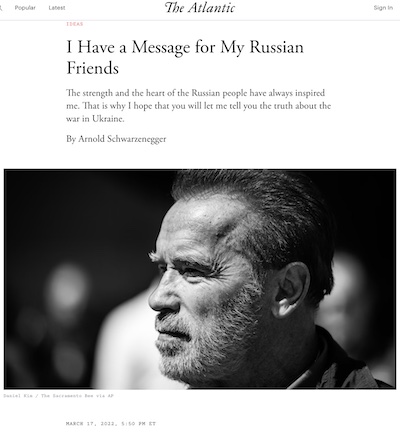 Popular Latest The Atlantic Sign In
IDEAS
I Have a Message for My Russian
Friends
The strength and the heart of the Russian people have always inspired
me. That is why I hope that you will let me tell you the truth about the
war in Ukraine.
By Arnold Schwarzenegger
Daniel Kim / The Sacramento Bee via AP
MARCH 17, 2022, 5:50 PM ET